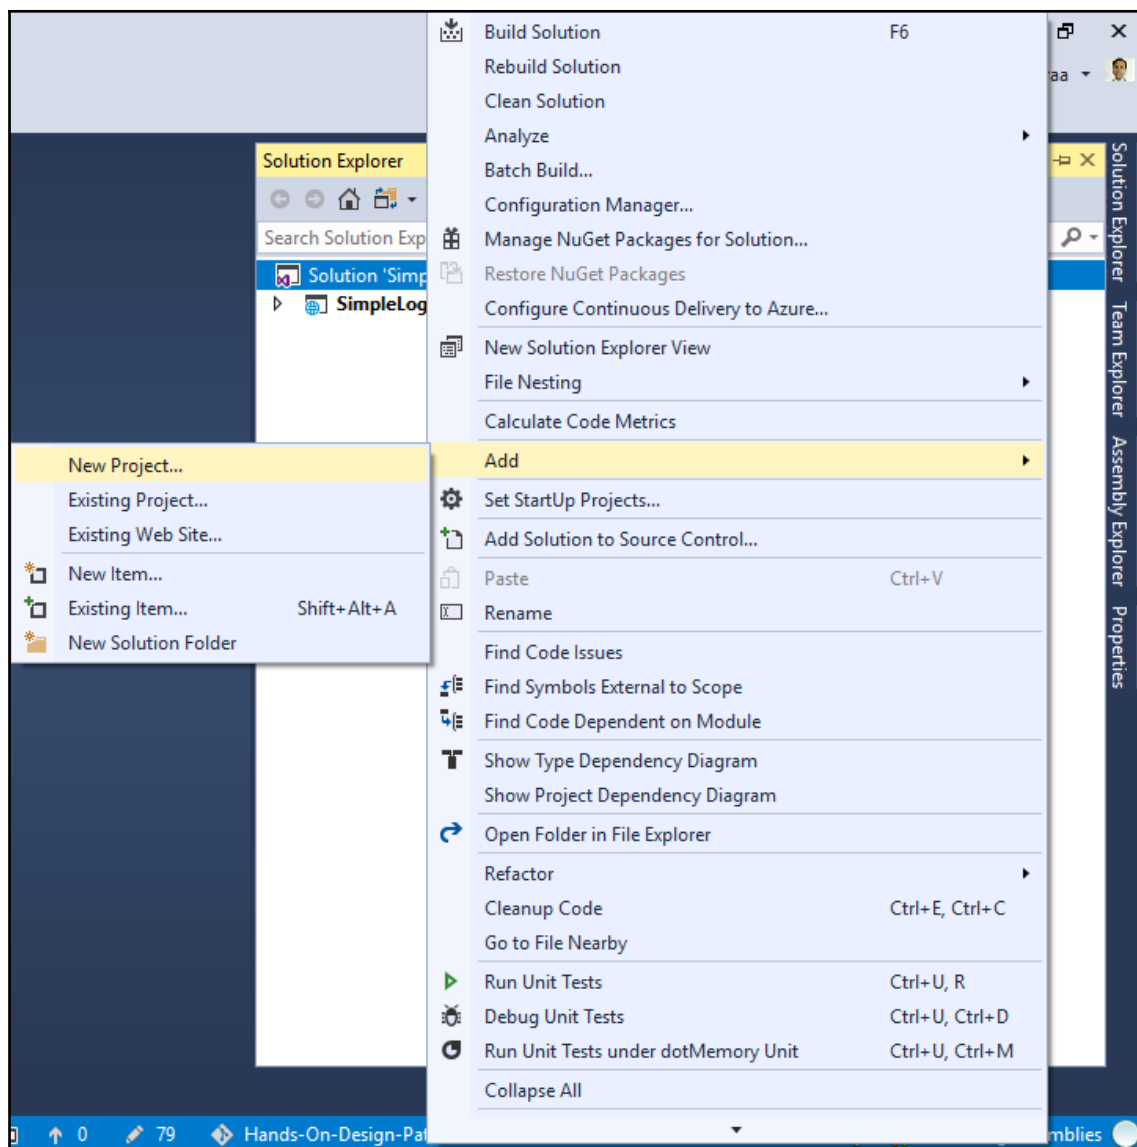 Build Solution F6
Rebuild Solution
Clean Solution
Analyze
Batch Build...
Configuration Manager...
Manage NuGet Packages for Solution...
Restore NuGet Packages
Configure Continuous Delivery to Azure...
New Solution Explorer View
File Nesting
Calculate Code Metrics
Add
Set StartUp Projects...
Add Solution to Source Control...
Paste Ctrl+V
Rename
Find Code Issues
Find Symbols External to Scope
Find Code Dependent on Module
Show Type Dependency Diagram
Show Project Dependency Diagram
Open Folder in File Explorer
Refactor
Cleanup Code Ctrl+E, Ctrl+C
Go to File Nearby
Run Unit Tests Ctrl+U, R
Debug Unit Tests Ctrl+U, Ctrl+D
Run Unit Tests under dotMemory Unit Ctrl+U, Ctrl+M
Collapse All
New Project...
Existing Project...
Existing Web Site...
New Item...
Existing Item... Shift+Alt+A
New Solution Folder
Solution Explorer
Search Solution Exp
Solution 'Simp
SimpleLog
raa
Solution Explorer
Team Explorer
Assembly Explorer
Properties
0 79 Hands-On-Design-Pat
mblies